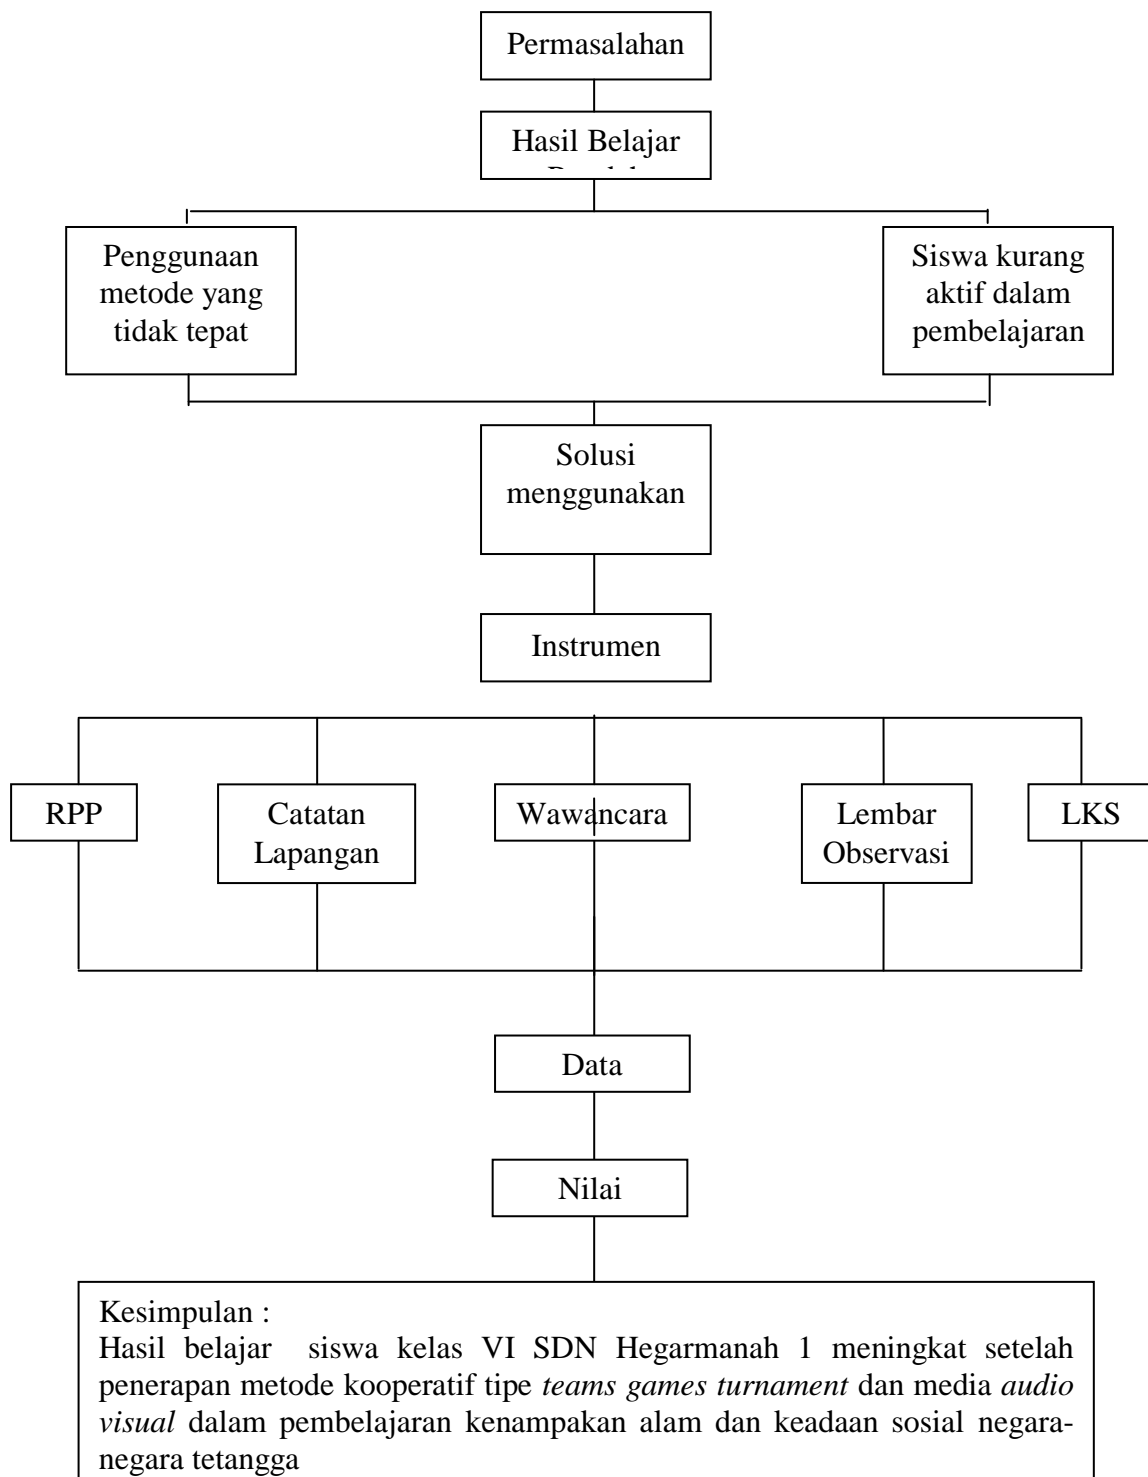 Permasalahan
Hasil Belajar
Penggunaan
metode yang
tidak tepat
Siswa kurang
aktif dalam
pembelajaran
Solusi
menggunakan
Instrumen
RPP
Catatan
Lapangan
Wawancara
Lembar
Observasi
LKS
Data
Nilai
Kesimpulan :
Hasil belajar siswa kelas VI SDN Hegarmanah 1 meningkat setelah
penerapan metode kooperatif tipe teams games turnament dan media audio
visual dalam pembelajaran kenampakan alam dan keadaan sosial negara-
negara tetangga